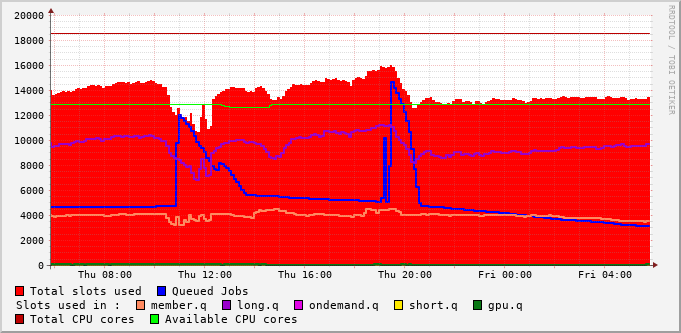 20000
18000
16000
14000
12000
10000
8000
6000
4000
2000
0
Thu 08:00 Thu 12:00 Thu 16:00 Thu 20:00 Fri 00:00 Fri 04:00
RRDTOOL / TOBI OETIKER
Total slots used Queued Jobs
Slots used in : member.q long.q ondemand.q short.q gpu.q
Total CPU cores Available CPU cores